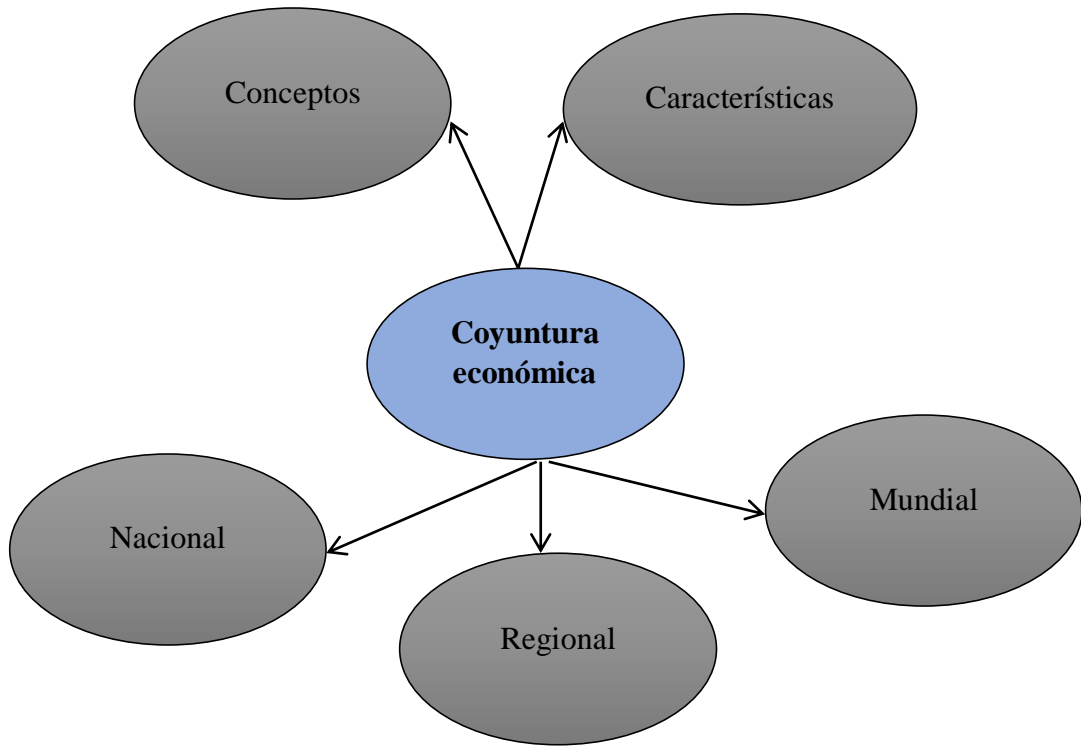 Conceptos
Características
Coyuntura
económica
Nacional
Mundial
Regional